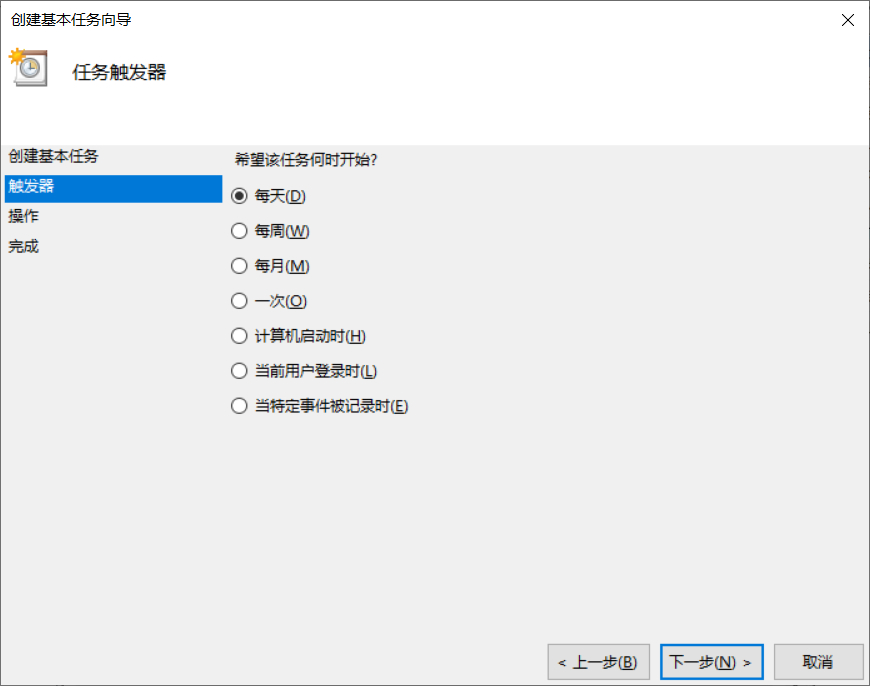 创建基本任务向导
任务触发器
创建基本任务
触发器
操作
完成
希望该任务何时开始?
每天(D)
每周(W)
每月(M)
一次(O)
计算机启动时(H)
当前用户登录时(L)
当特定事件被记录时(E)
< 上一步(B)
下一步(N) >
取消